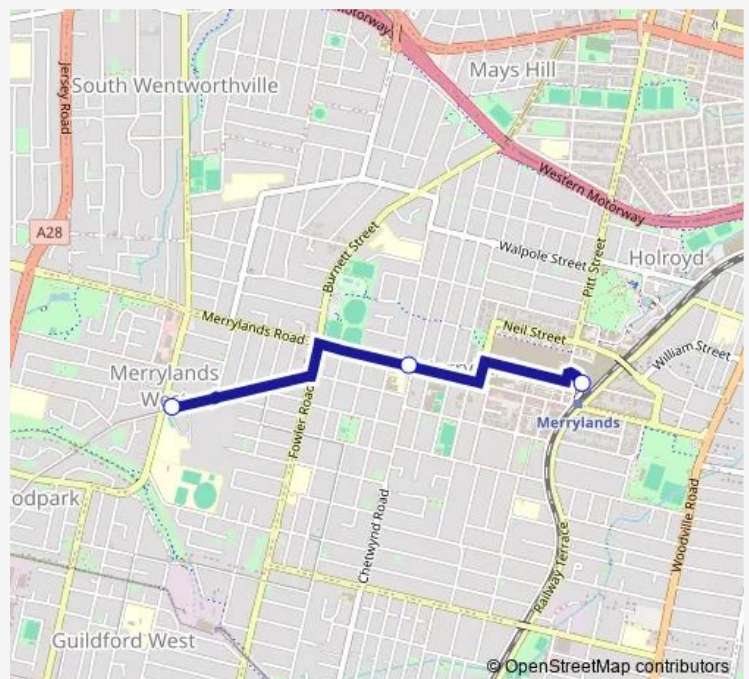 Motorway
Mays Hill
South Wentworthville
Jersey Road
Western Motorway
A28
Burnett Street
Walpole Street
Pitt Street
Holroyd
Merrylands Road
Neil Street
William Street
Merrylands
Merrylands
Fowler Road
odpark
Chetwynd Road
Woodville Road
Railway Terrace
Guildford West
© OpenStreetMap contributors